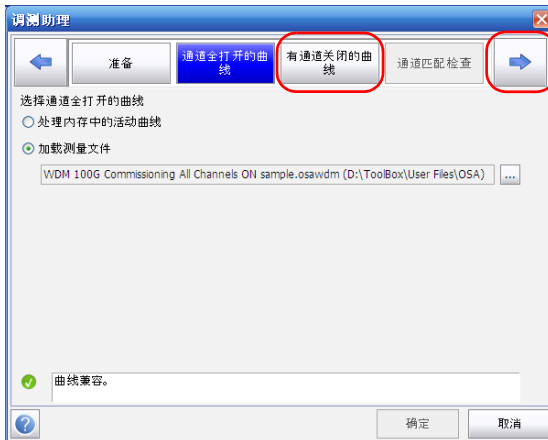 调测助理
准备
通道全打开的曲
线
有通道关闭的曲
线
通道匹配检查
选择通道全打开的曲线
处理内存中的活动曲线
加载测量文件
WDM 100G Commissioning All Channels ON sample.osawdm (D:\ToolBox\User Files\OSA)
...
曲线兼容。
?
确定
取消